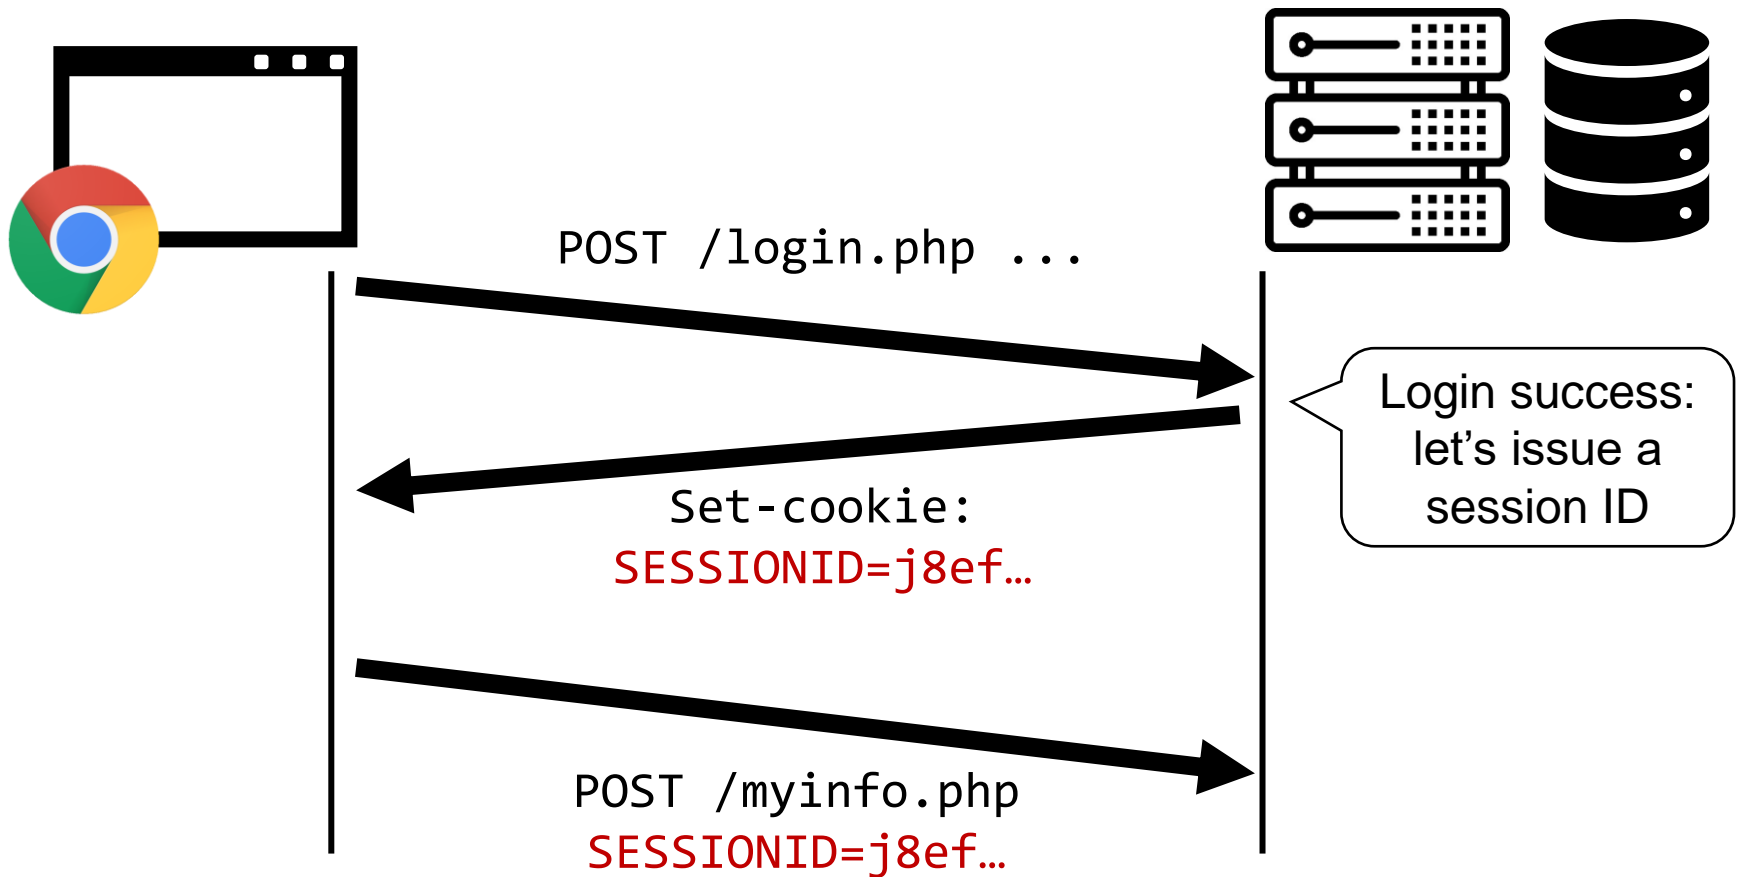 POST /login.php ...
Login success:
let’s issue a
session ID
Set-cookie:
SESSIONID=j8ef…
POST /myinfo.php
SESSIONID=j8ef…